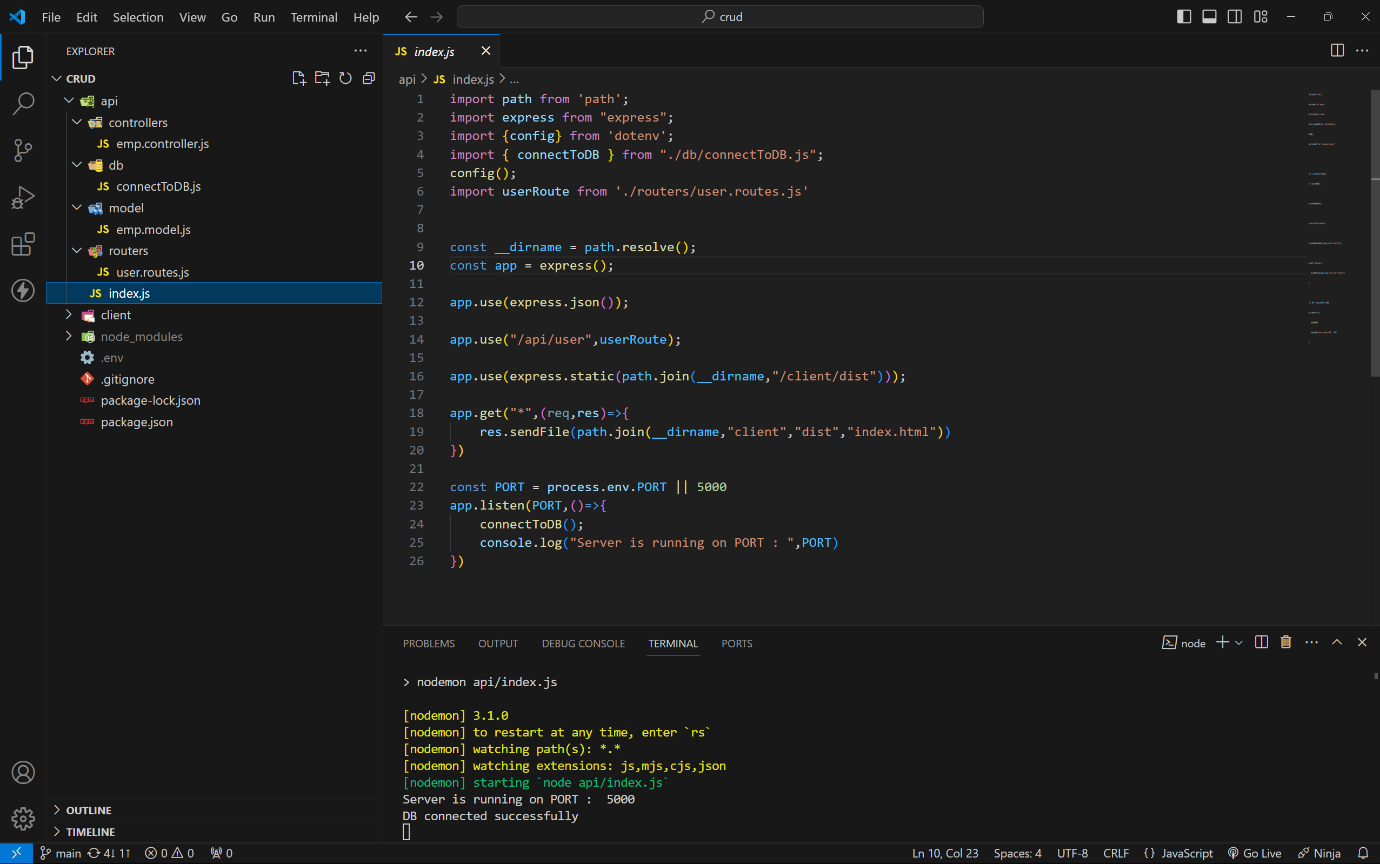 File Edit Selection View Go Run Terminal Help
crud
EXPLORER
CRUD
api
controllers
JS emp.controller.js
db
JS connectToDB.js
model
JS emp.model.js
routers
JS user.routes.js
JS index.js
client
node_modules
.env
.gitignore
package-lock.json
package.json
OUTLINE
TIMELINE
JS index.js
api > JS index.js > ...
1 import path from 'path';
2 import express from "express";
3 import {config} from 'dotenv';
4 import { connectToDB } from "./db/connectToDB.js";
5 config();
6 import userRoute from './routers/user.routes.js'
7
8
9 const __dirname = path.resolve();
10 const app = express();
11
12 app.use(express.json());
13
14 app.use("/api/user",userRoute);
15
16 app.use(express.static(path.join(__dirname,"/client/dist")));
17
18 app.get("*",(req,res)=>{
19 res.sendFile(path.join(__dirname,"client","dist","index.html"))
20 })
21
22 const PORT = process.env.PORT || 5000
23 app.listen(PORT,()=>{
24 connectToDB();
25 console.log("Server is running on PORT : ",PORT)
26 })
PROBLEMS OUTPUT DEBUG CONSOLE TERMINAL PORTS
node
> nodemon api/index.js
[nodemon] 3.1.0
[nodemon] to restart at any time, enter `rs`
[nodemon] watching path(s): *.*
[nodemon] watching extensions: js,mjs,cjs,json
[nodemon] starting `node api/index.js`
Server is running on PORT :  5000
DB connected successfully
main 4↓ 1↑ 0 0 0
Ln 10, Col 23 Spaces: 4 UTF-8 CRLF {} JavaScript Go Live Ninja